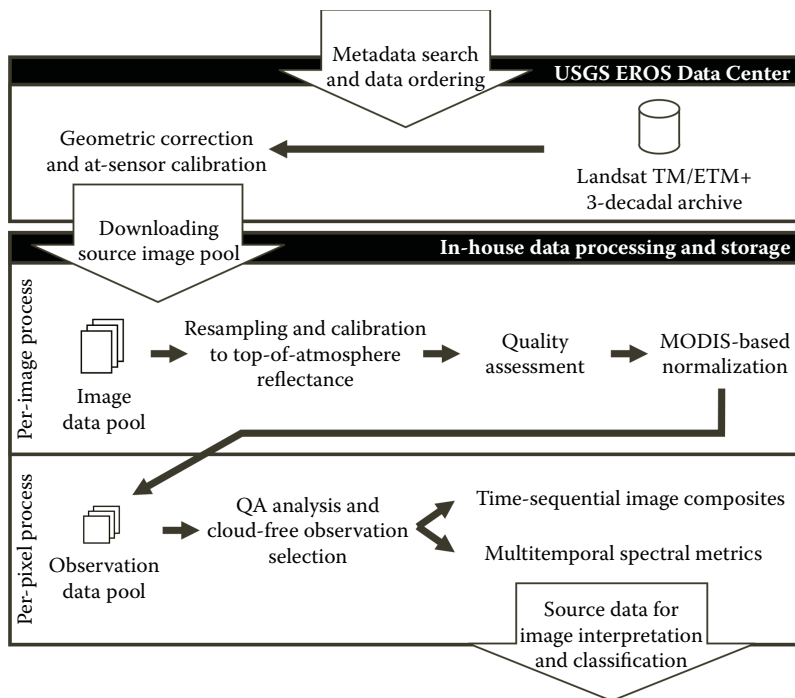 Metadata search
and data ordering
USGS EROS Data Center
Geometric correction
and at-sensor calibration
Landsat TM/ETM+
3-decadal archive
Downloading
source image pool
In-house data processing and storage
Per-image process
Image
data pool
Resampling and calibration
to top-of-atmosphere
reflectance
Quality
assessment
MODIS-based
normalization
Per-pixel process
Observation
data pool
QA analysis and
cloud-free observation
selection
Time-sequential image composites
Multitemporal spectral metrics
Source data for
image interpretation
and classification